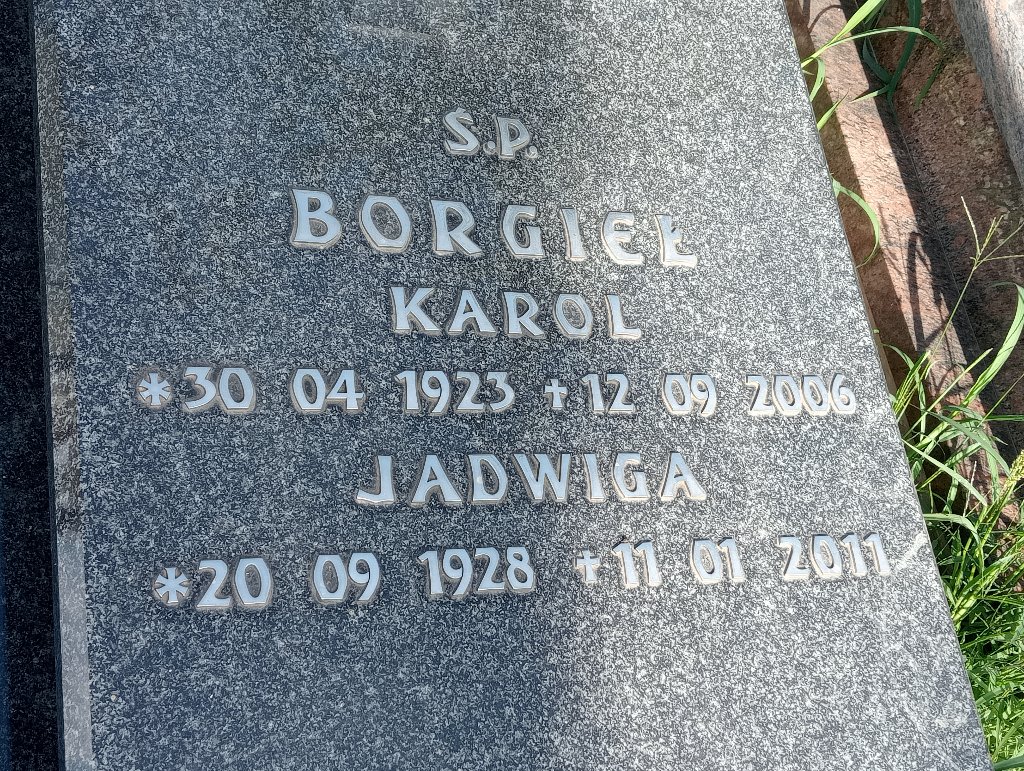 Ś.P.
BORGIEŁ
KAROL
*30 04 1923 †12 09 2006
JADWIGA
*20 09 1928 †11 01 2011